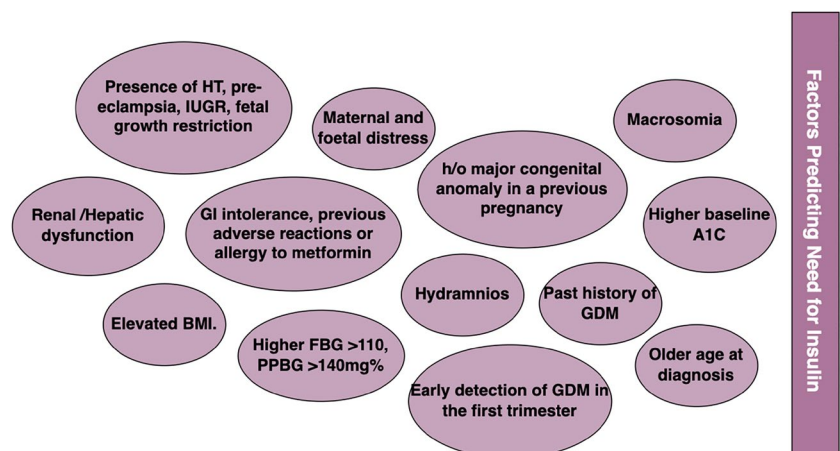 Presence of HT, pre-
eclampsia, IUGR, fetal
growth restriction
Maternal and
foetal distress
Macrosomia
h/o major congenital
anomaly in a previous
pregnancy
Renal /Hepatic
dysfunction
GI intolerance, previous
adverse reactions or
allergy to metformin
Higher baseline
A1C
Hydramnios
Past history of
GDM
Elevated BMI.
Higher FBG >110,
PPBG >140mg%
Older age at
diagnosis
Early detection of GDM in
the first trimester
Factors Predicting Need for Insulin